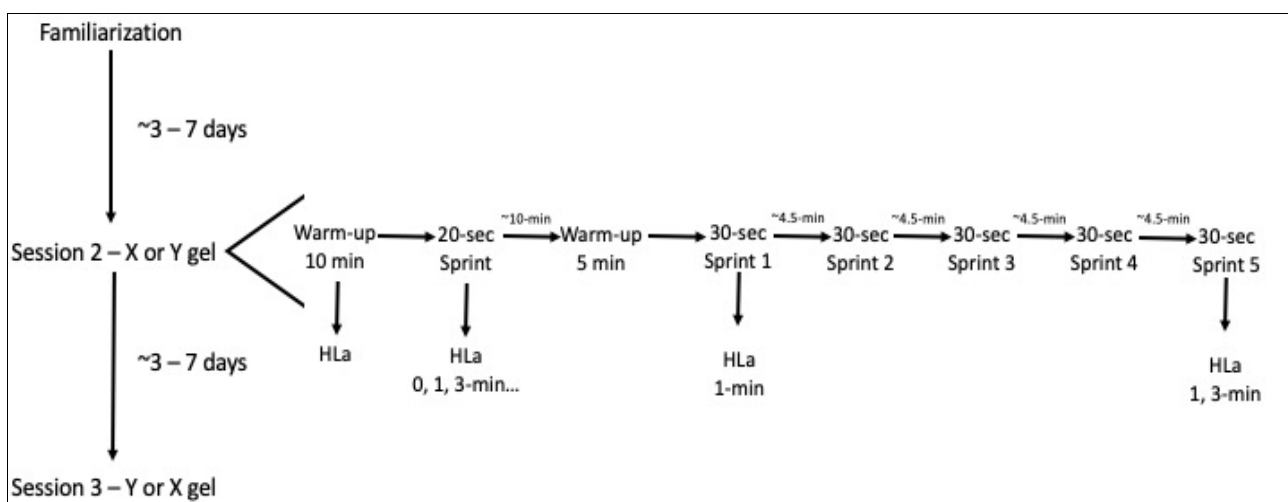 Familiarization
~3 – 7 days
Session 2 – X or Y gel
Warm-up
10 min
20-sec
Sprint
~10-min
Warm-up
5 min
30-sec
Sprint 1
~4.5-min
30-sec
Sprint 2
~4.5-min
30-sec
Sprint 3
~4.5-min
30-sec
Sprint 4
~4.5-min
30-sec
Sprint 5
HLa
HLa
0, 1, 3-min...
HLa
1-min
HLa
1, 3-min
~3 – 7 days
Session 3 – Y or X gel